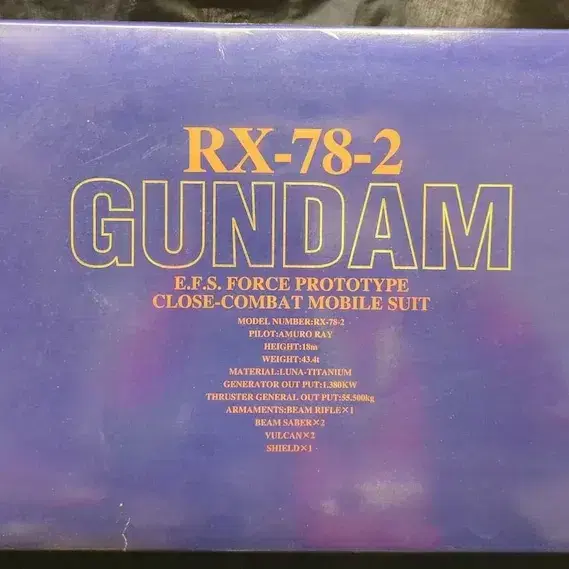 RX-78-2
GUNDAM
E.F.S. FORCE PROTOTYPE
CLOSE-COMBAT MOBILE SUIT
MODEL NUMBER:RX-78-2
PILOT:AMURO RAY
HEIGHT:18m
WEIGHT:43.4t
MATERIAL:LUNA-TITANIUM
GENERATOR OUT PUT:1.380KW
THRUSTER GENERAL OUT PUT:55.500kg
ARMAMENTS:BEAM RIFLE×1
BEAM SABER×2
VULCAN×2
SHIELD×1